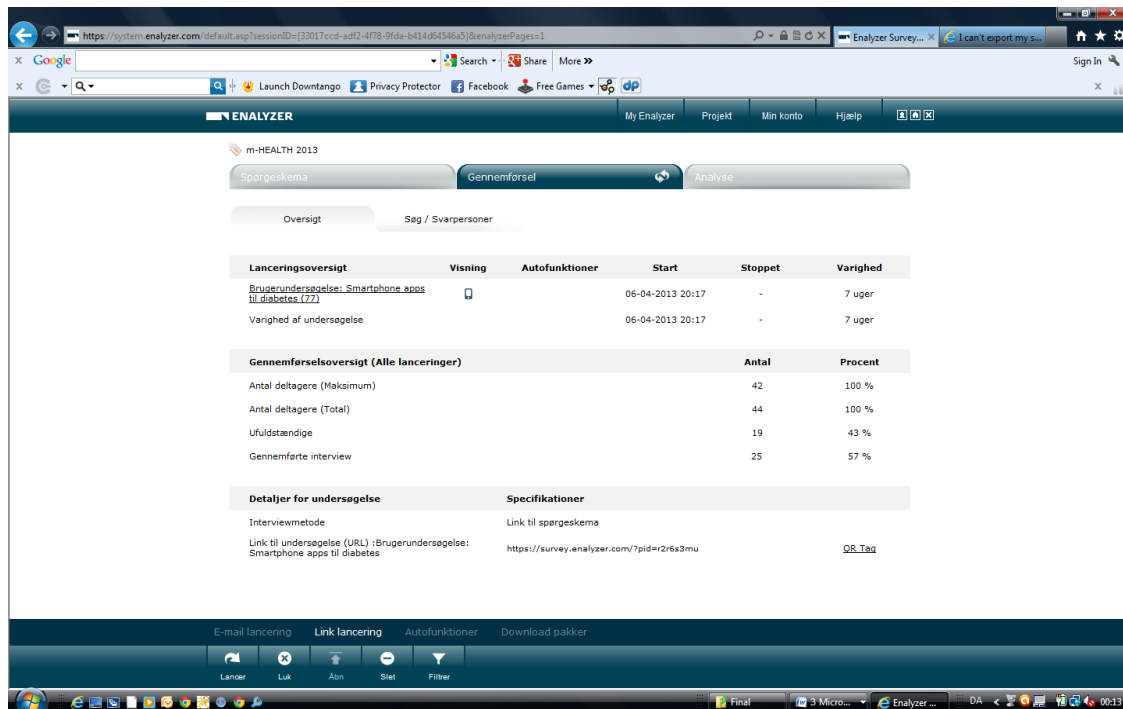 https://system.enalyzer.com/default.asp?sessionID={33017ccd-adf2-4f78-9fda-b414d64546a5}&enalyzerPages=1
Enalyzer Survey...
I can't export my s...
x Google
Search
Share
More »
Sign In
x
Launch Downtango
Privacy Protector
Facebook
Free Games
dp
x
ENALYZER
My Enalyzer
Projekt
Min konto
Hjælp
m-HEALTH 2013
Spørgeskema
Gennemførsel
Analyse
Oversigt
Søg / Svarpersoner
Lanceringsoversigt Visning Autofunktioner Start Stoppet Varighed
Brugerundersøgelse: Smartphone apps
til diabetes (77)
06-04-2013 20:17 - 7 uger
Varighed af undersøgelse 06-04-2013 20:17 - 7 uger
Gennemførselsoversigt (Alle lanceringer) Antal Procent
Antal deltagere (Maksimum) 42 100 %
Antal deltagere (Total) 44 100 %
Ufuldstændige 19 43 %
Gennemførte interview 25 57 %
Detaljer for undersøgelse Specifikationer
Interviewmetode Link til spørgeskema
Link til undersøgelse (URL) :Brugerundersøgelse:
Smartphone apps til diabetes
https://survey.enalyzer.com/?pid=r2r6s3mu
QR Tag
E-mail lancering Link lancering Autofunktioner Download pakker
Lancer Luk Åbn Slet Filtrer
Final
3 Micro...
Enalyzer ...
DA
00:13